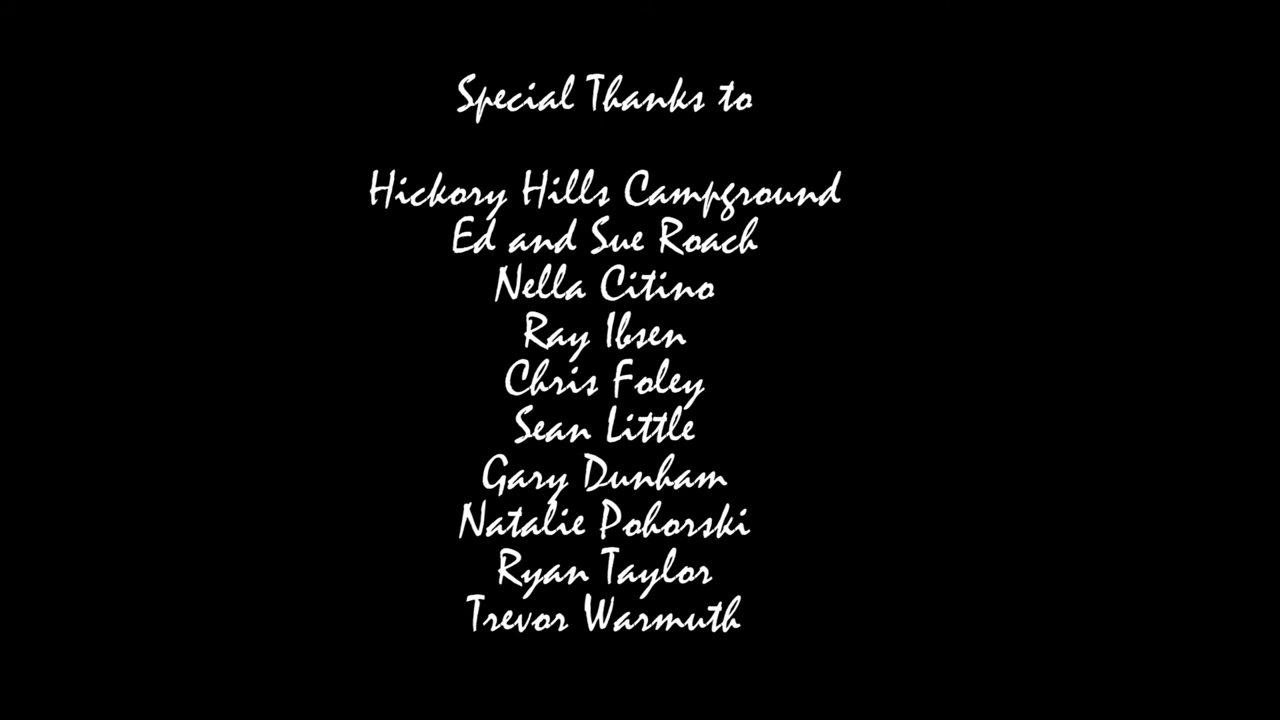 Special Thanks to
Hickory Hills Campground
Ed and Sue Roach
Nella Citino
Ray Ibsen
Chris Foley
Sean Little
Gary Dunham
Natalie Pohorski
Ryan Taylor
Trevor Warmuth